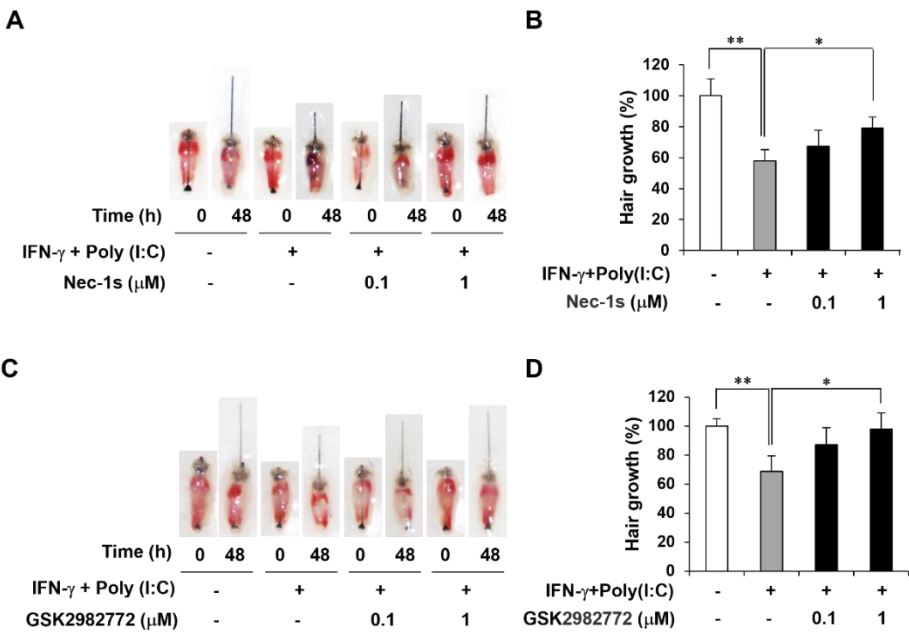 A
Time (h) 0 48 0 48 0 48 0 48
IFN-γ + Poly (I:C) - + + +
Nec-1s (μM) - - 0.1 1
B
** *
Hair growth (%)
120
100
80
60
40
20
0
IFN-γ+Poly(I:C) - + + +
Nec-1s (μM) - - 0.1 1
C
Time (h) 0 48 0 48 0 48 0 48
IFN-γ + Poly (I:C) - + + +
GSK2982772 (μM) - - 0.1 1
D
** *
Hair growth (%)
120
100
80
60
40
20
0
IFN-γ+Poly(I:C) - + + +
GSK2982772 (μM) - - 0.1 1